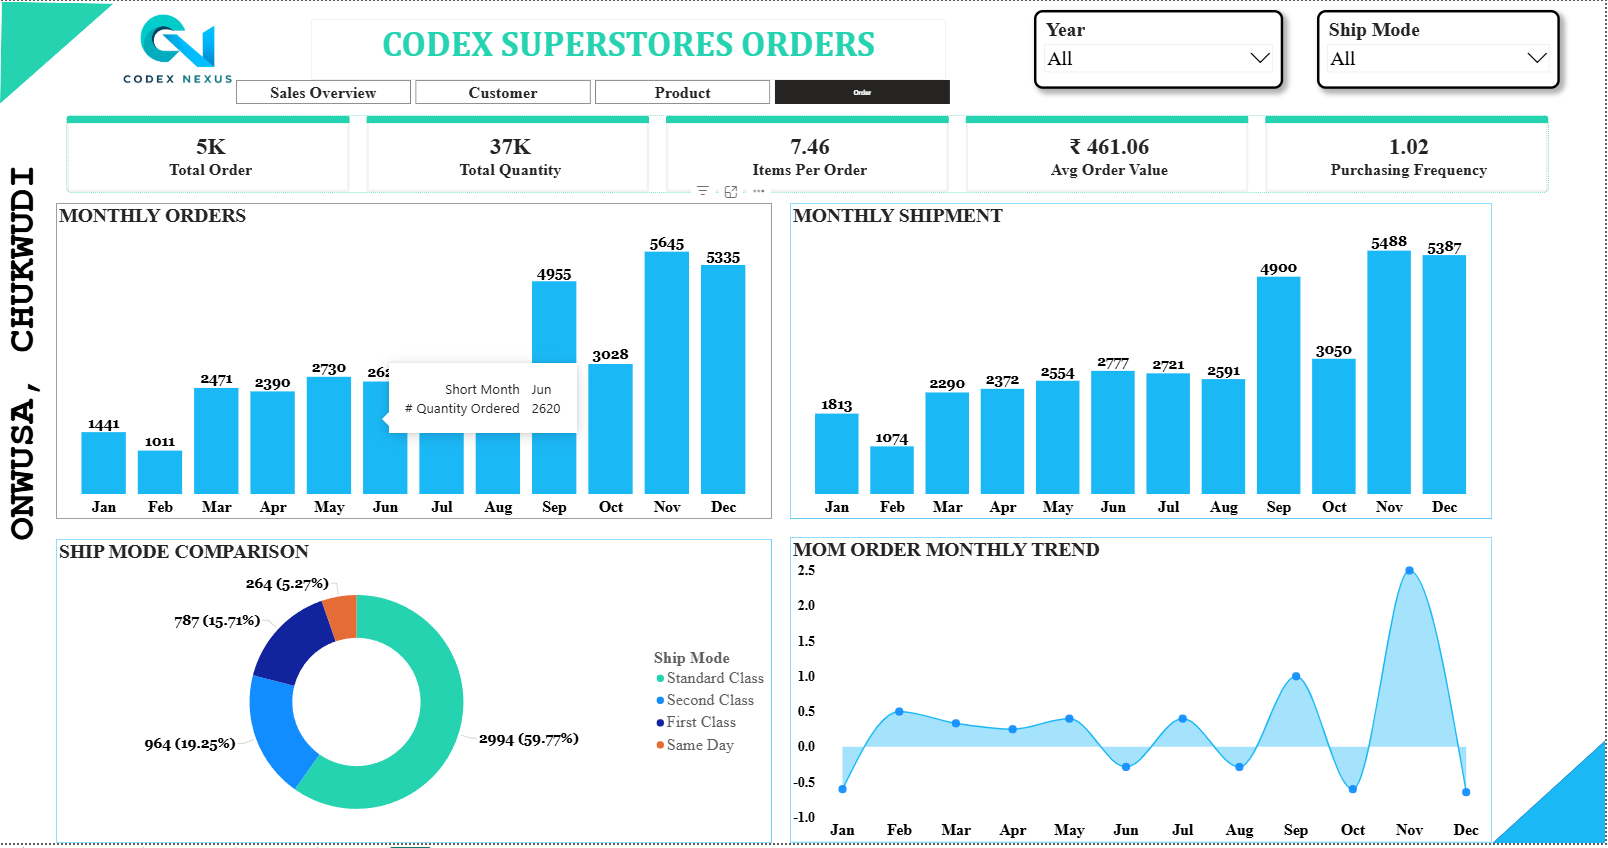 CODEX NEXUS
CODEX SUPERSTORES ORDERS
Year
All
Ship Mode
All
Sales Overview
Customer
Product
Order
5K
Total Order
37K
Total Quantity
7.46
Items Per Order
₹ 461.06
Avg Order Value
1.02
Purchasing Frequency
ONWUSA, CHUKWUDI
MONTHLY ORDERS
1441
1011
2471
2390
2730
4955
3028
5645
5335
Short Month Jun
# Quantity Ordered 2620
Jan Feb Mar Apr May Jun Jul Aug Sep Oct Nov Dec
MONTHLY SHIPMENT
1813
1074
2290
2372
2554
2777
2721
2591
4900
3050
5488
5387
Jan Feb Mar Apr May Jun Jul Aug Sep Oct Nov Dec
SHIP MODE COMPARISON
264 (5.27%)
787 (15.71%)
964 (19.25%)
2994 (59.77%)
Ship Mode
Standard Class
Second Class
First Class
Same Day
MOM ORDER MONTHLY TREND
2.5
2.0
1.5
1.0
0.5
0.0
-0.5
-1.0
Jan Feb Mar Apr May Jun Jul Aug Sep Oct Nov Dec